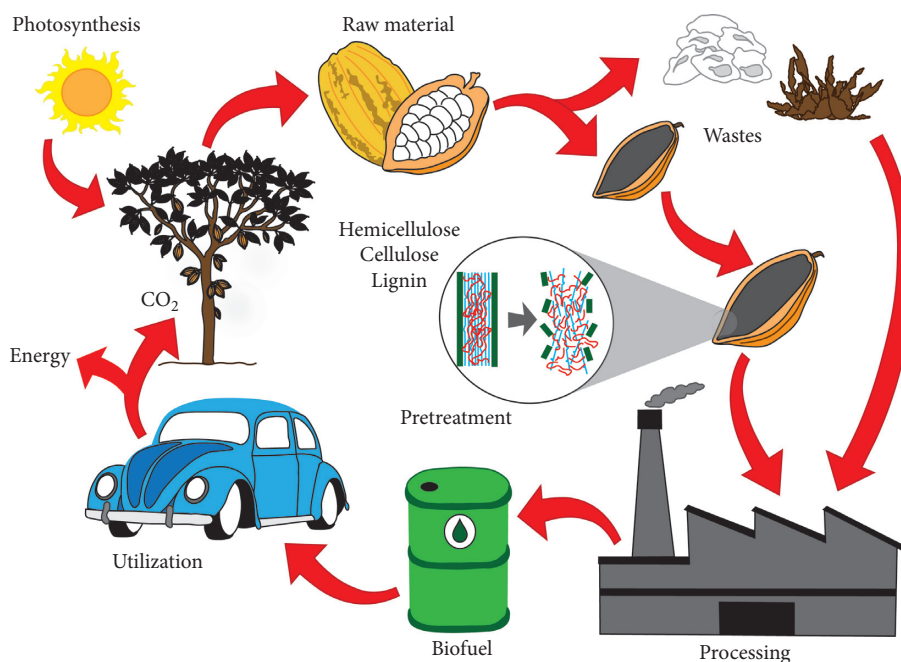 Photosynthesis
Raw material
Wastes
Hemicellulose
Cellulose
Lignin
CO₂
Energy
Pretreatment
Utilization
Biofuel
Processing